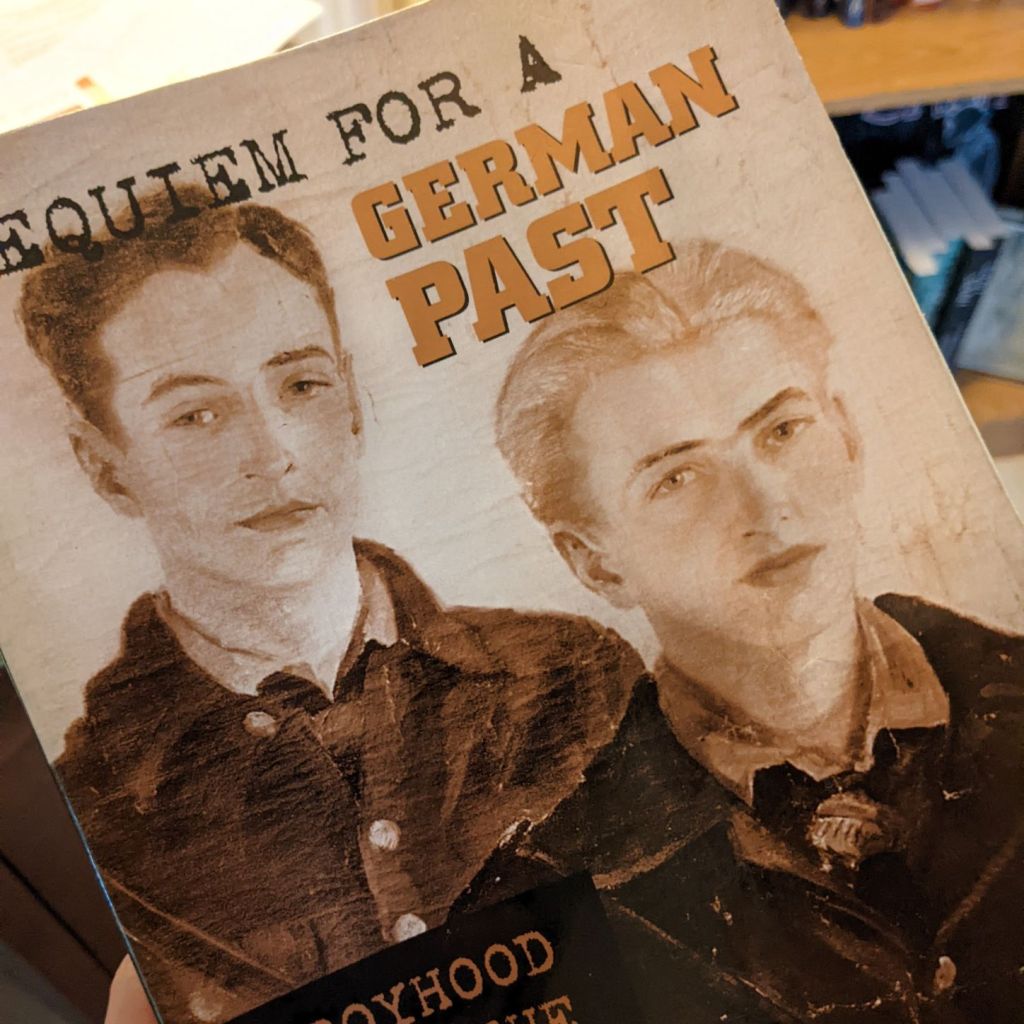 EQUIEM FOR A
GERMAN
PAST
OYHOOD